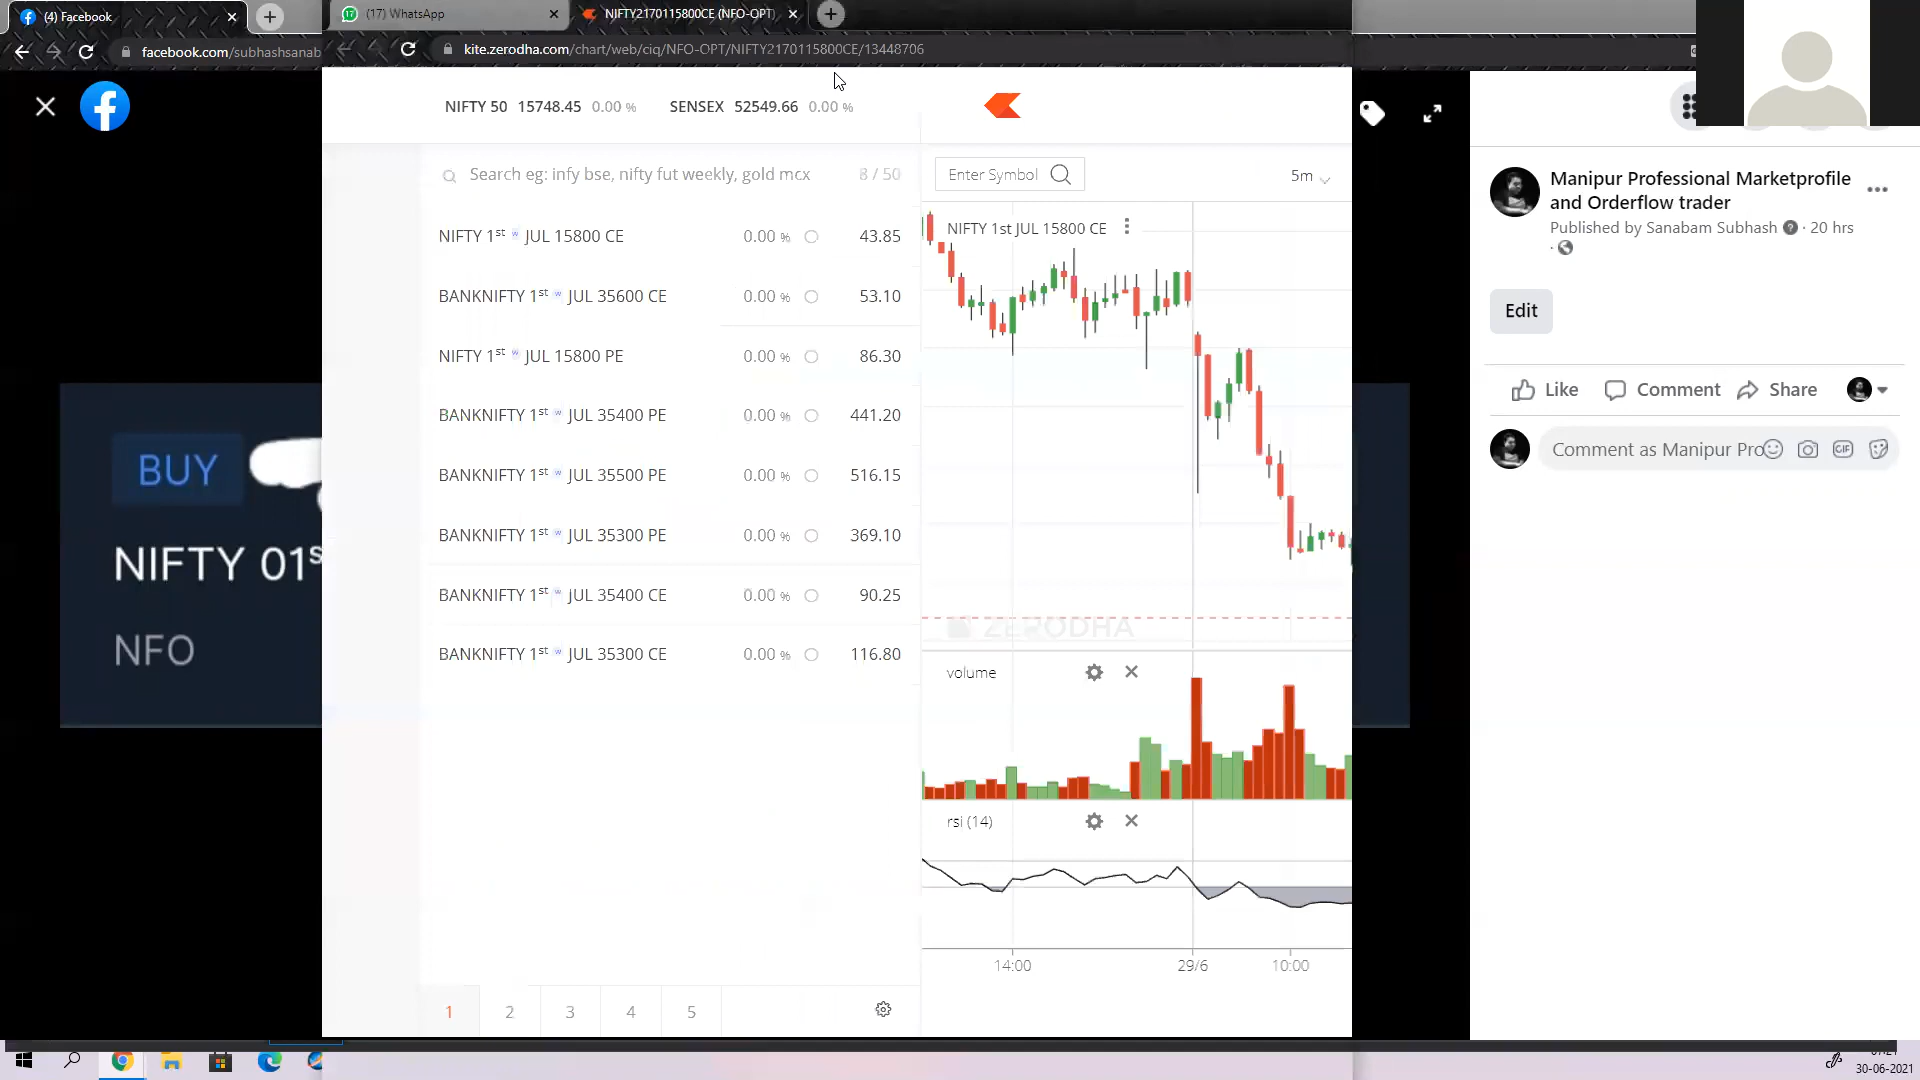 (4) Facebook
(17) WhatsApp
NIFTY2170115800CE (NFO-OPT)
facebook.com/subhashsanab
kite.zerodha.com/chart/web/ciq/NFO-OPT/NIFTY2170115800CE/13448706
NIFTY 50 15748.45 0.00 %
SENSEX 52549.66 0.00 %
Search eg: infy bse, nifty fut weekly, gold mcx
8 / 50
NIFTY 1st w JUL 15800 CE 0.00 % 43.85
BANKNIFTY 1st w JUL 35600 CE 0.00 % 53.10
NIFTY 1st w JUL 15800 PE 0.00 % 86.30
BANKNIFTY 1st w JUL 35400 PE 0.00 % 441.20
BANKNIFTY 1st w JUL 35500 PE 0.00 % 516.15
BANKNIFTY 1st w JUL 35300 PE 0.00 % 369.10
BANKNIFTY 1st w JUL 35400 CE 0.00 % 90.25
BANKNIFTY 1st w JUL 35300 CE 0.00 % 116.80
1 2 3 4 5
Enter Symbol
5m
NIFTY 1st JUL 15800 CE
ZERODHA
volume
rsi (14)
14:00 29/6 10:00
BUY
NIFTY 01s
NFO
Manipur Professional Marketprofile
and Orderflow trader
Published by Sanabam Subhash · 20 hrs
·
Edit
Like Comment Share
Comment as Manipur Pro
GIF
30-06-2021